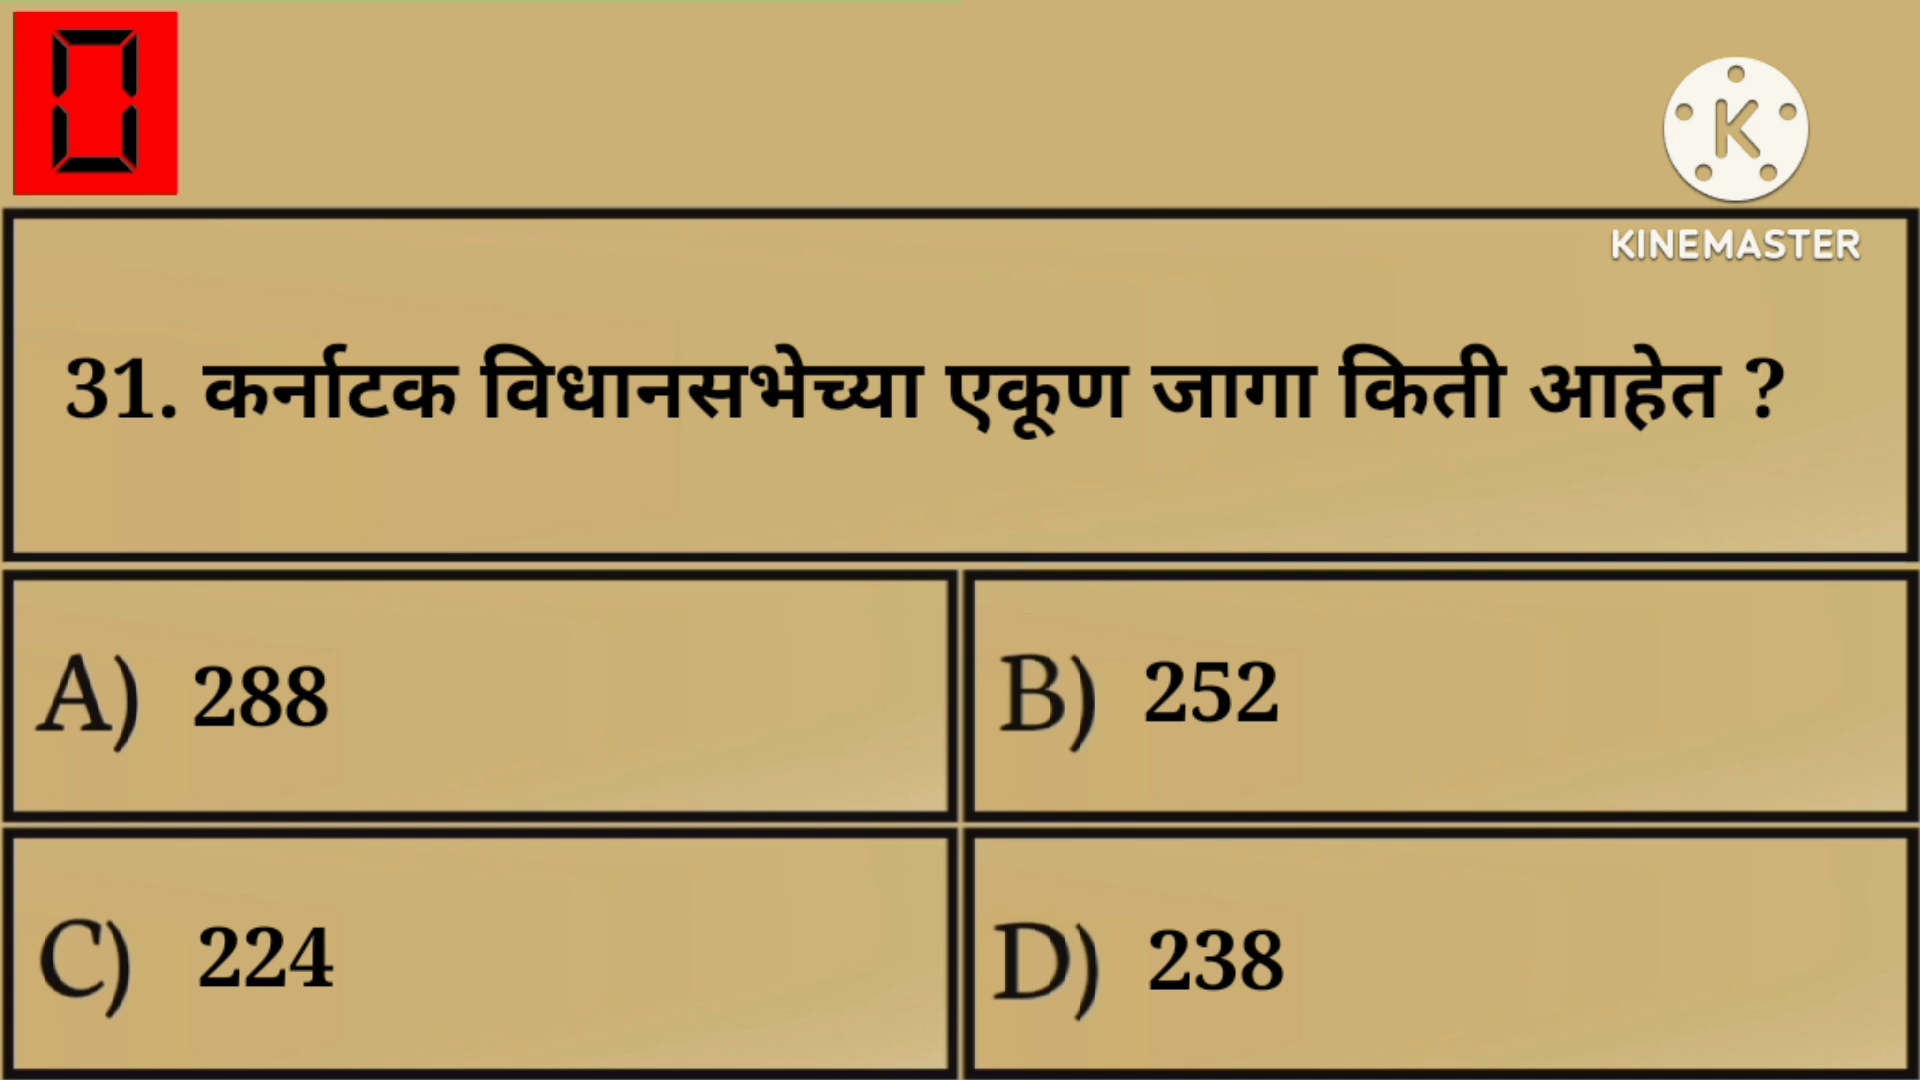 0
K
KINEMASTER
31. कर्नाटक विधानसभेच्या एकूण जागा किती आहेत ?
A) 288
B) 252
C) 224
D) 238